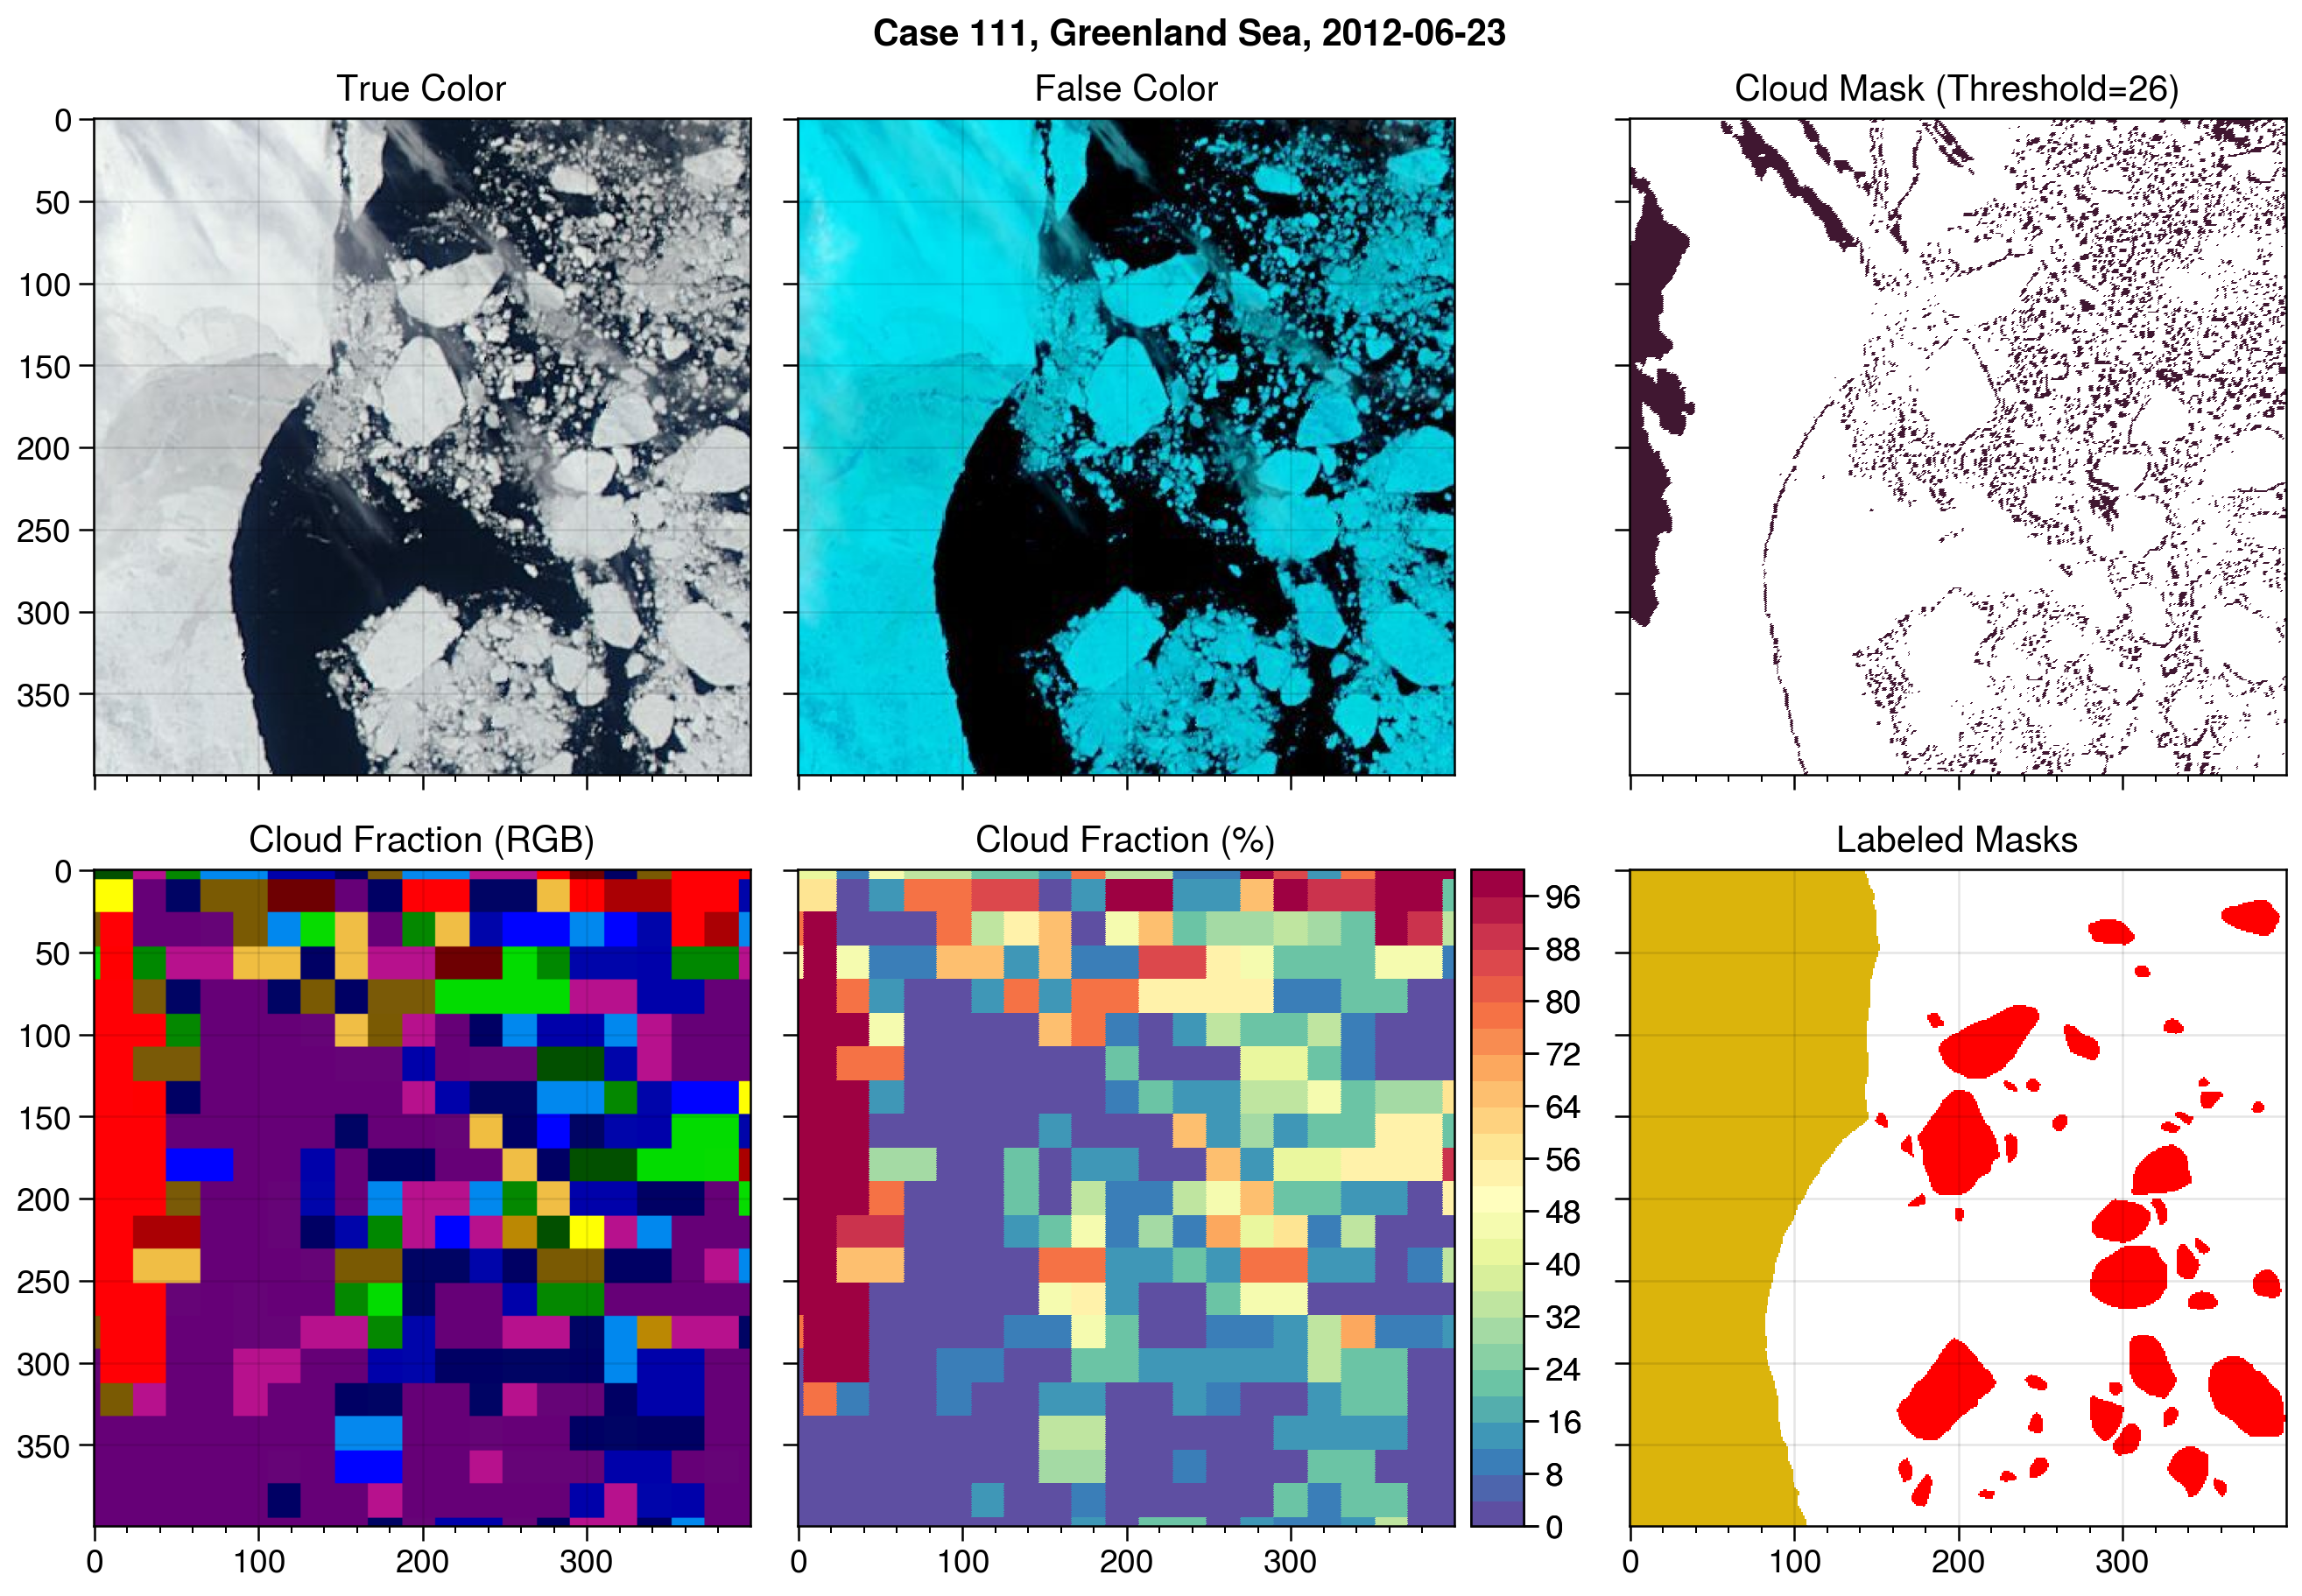 Case 111, Greenland Sea, 2012-06-23
True Color
False Color
Cloud Mask (Threshold=26)
0
50
100
150
200
250
300
350
Cloud Fraction (RGB)
Cloud Fraction (%)
Labeled Masks
0
50
100
150
200
250
300
350
96
88
80
72
64
56
48
40
32
24
16
8
0
0 100 200 300
0 100 200 300
0 100 200 300